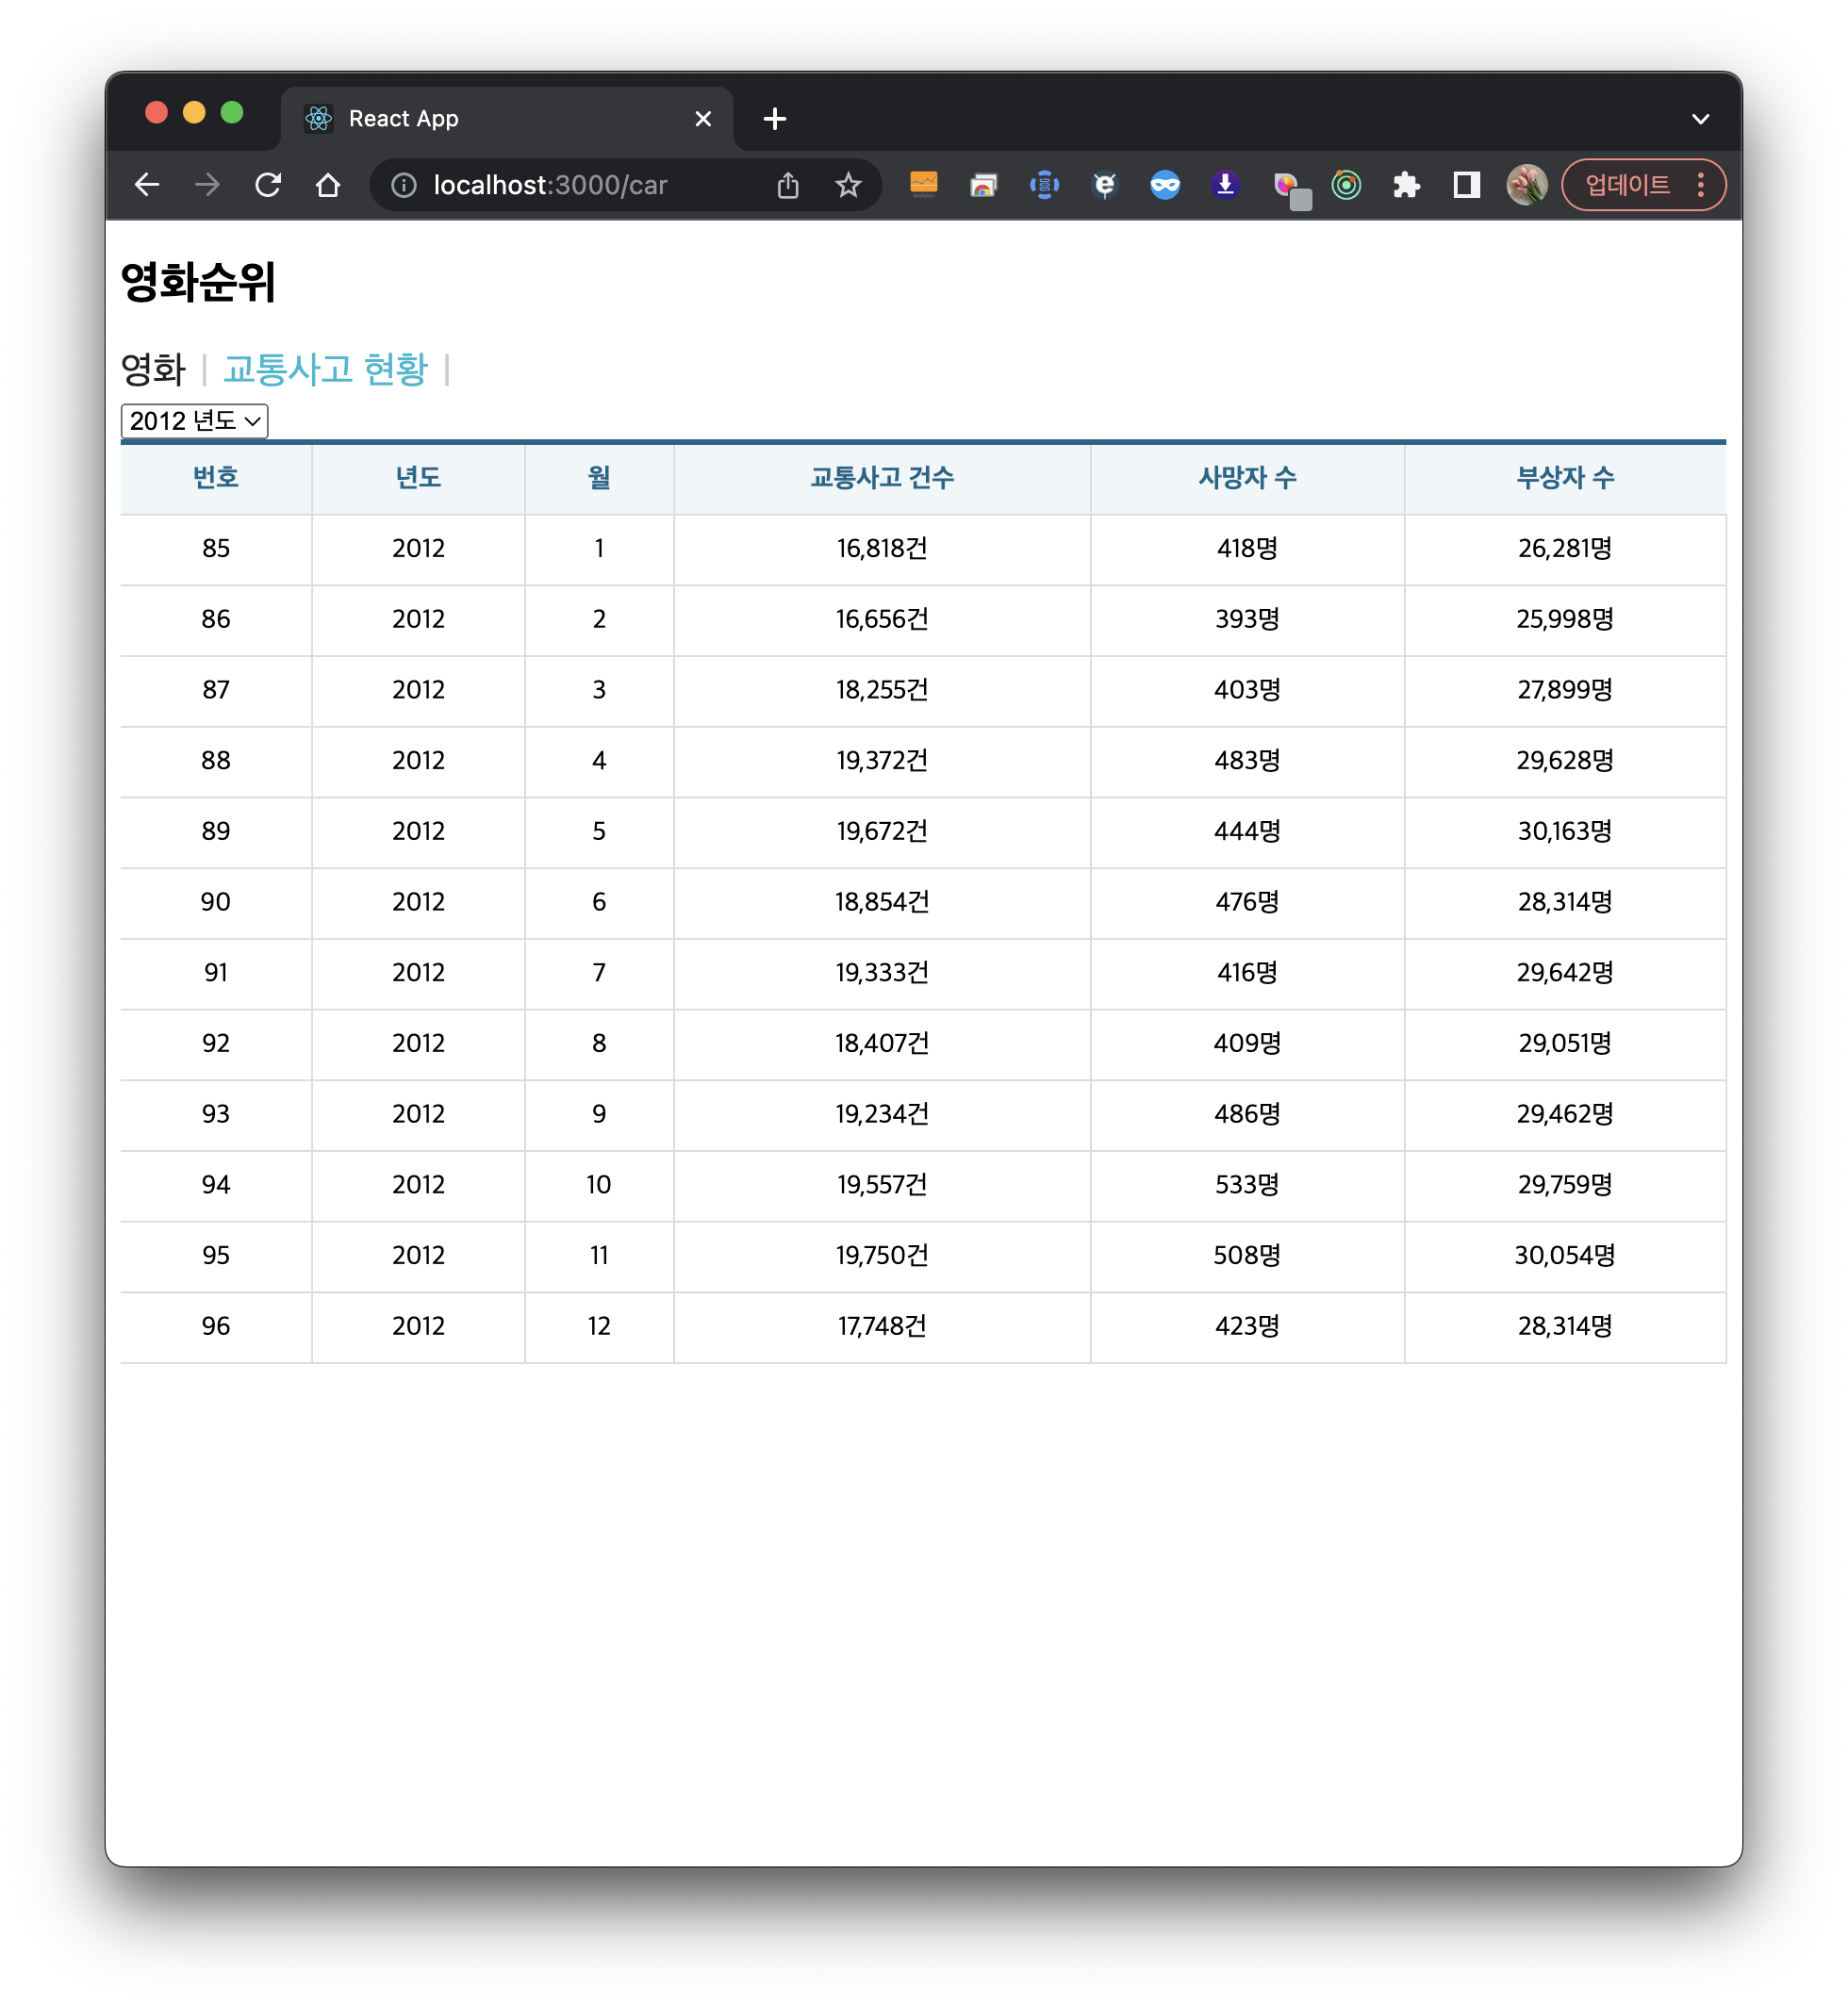 React App
localhost:3000/car
업데이트
영화순위
영화 | 교통사고 현황 |
2012 년도
번호 년도 월 교통사고 건수 사망자 수 부상자 수
85 2012 1 16,818건 418명 26,281명
86 2012 2 16,656건 393명 25,998명
87 2012 3 18,255건 403명 27,899명
88 2012 4 19,372건 483명 29,628명
89 2012 5 19,672건 444명 30,163명
90 2012 6 18,854건 476명 28,314명
91 2012 7 19,333건 416명 29,642명
92 2012 8 18,407건 409명 29,051명
93 2012 9 19,234건 486명 29,462명
94 2012 10 19,557건 533명 29,759명
95 2012 11 19,750건 508명 30,054명
96 2012 12 17,748건 423명 28,314명